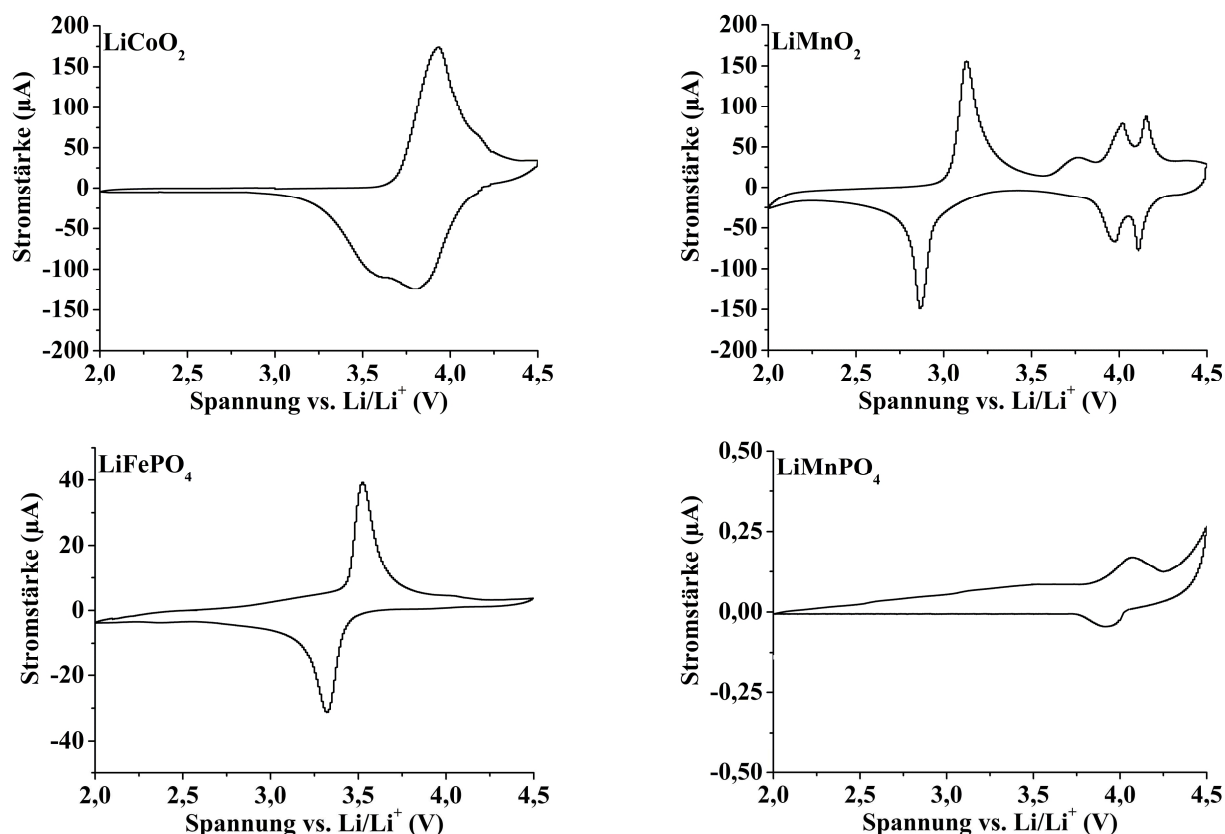 LiCoO2
Stromstärke (µA)
200
150
100
50
0
-50
-100
-150
-200
2,0 2,5 3,0 3,5 4,0 4,5
Spannung vs. Li/Li+ (V)
LiMnO2
Stromstärke (µA)
200
150
100
50
0
-50
-100
-150
-200
2,0 2,5 3,0 3,5 4,0 4,5
Spannung vs. Li/Li+ (V)
LiFePO4
Stromstärke (µA)
40
20
0
-20
-40
2,0 2,5 3,0 3,5 4,0 4,5
Spannung vs. Li/Li+ (V)
LiMnPO4
Stromstärke (µA)
0,50
0,25
0,00
-0,25
-0,50
2,0 2,5 3,0 3,5 4,0 4,5
Spannung vs. Li/Li+ (V)